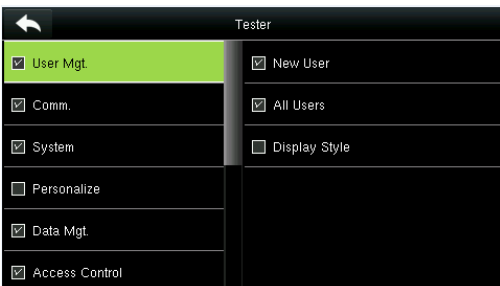 Tester
User Mgt.
Comm.
System
Personalize
Data Mgt.
Access Control
New User
All Users
Display Style